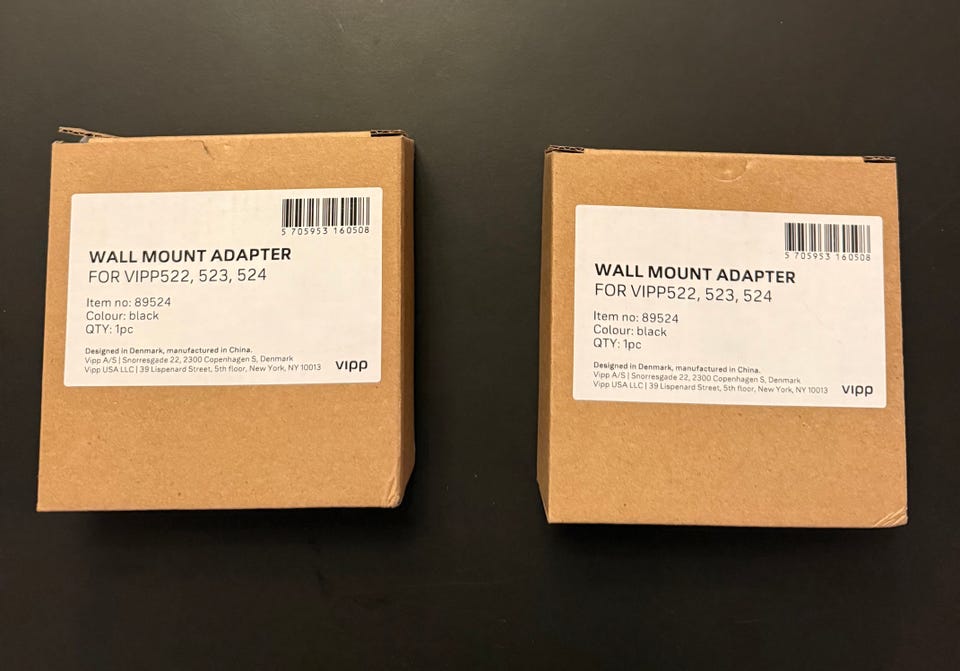 5 705953 160508
WALL MOUNT ADAPTER
FOR VIPP522, 523, 524
Item no: 89524
Colour: black
QTY: 1pc
Designed in Denmark, manufactured in China.
Vipp A/S | Snorresgade 22, 2300 Copenhagen S, Denmark
Vipp USA LLC | 39 Lispenard Street, 5th floor, New York, NY 10013
vipp
5 705953 160508
WALL MOUNT ADAPTER
FOR VIPP522, 523, 524
Item no: 89524
Colour: black
QTY: 1pc
Designed in Denmark, manufactured in China.
Vipp A/S | Snorresgade 22, 2300 Copenhagen S, Denmark
Vipp USA LLC | 39 Lispenard Street, 5th floor, New York, NY 10013
vipp